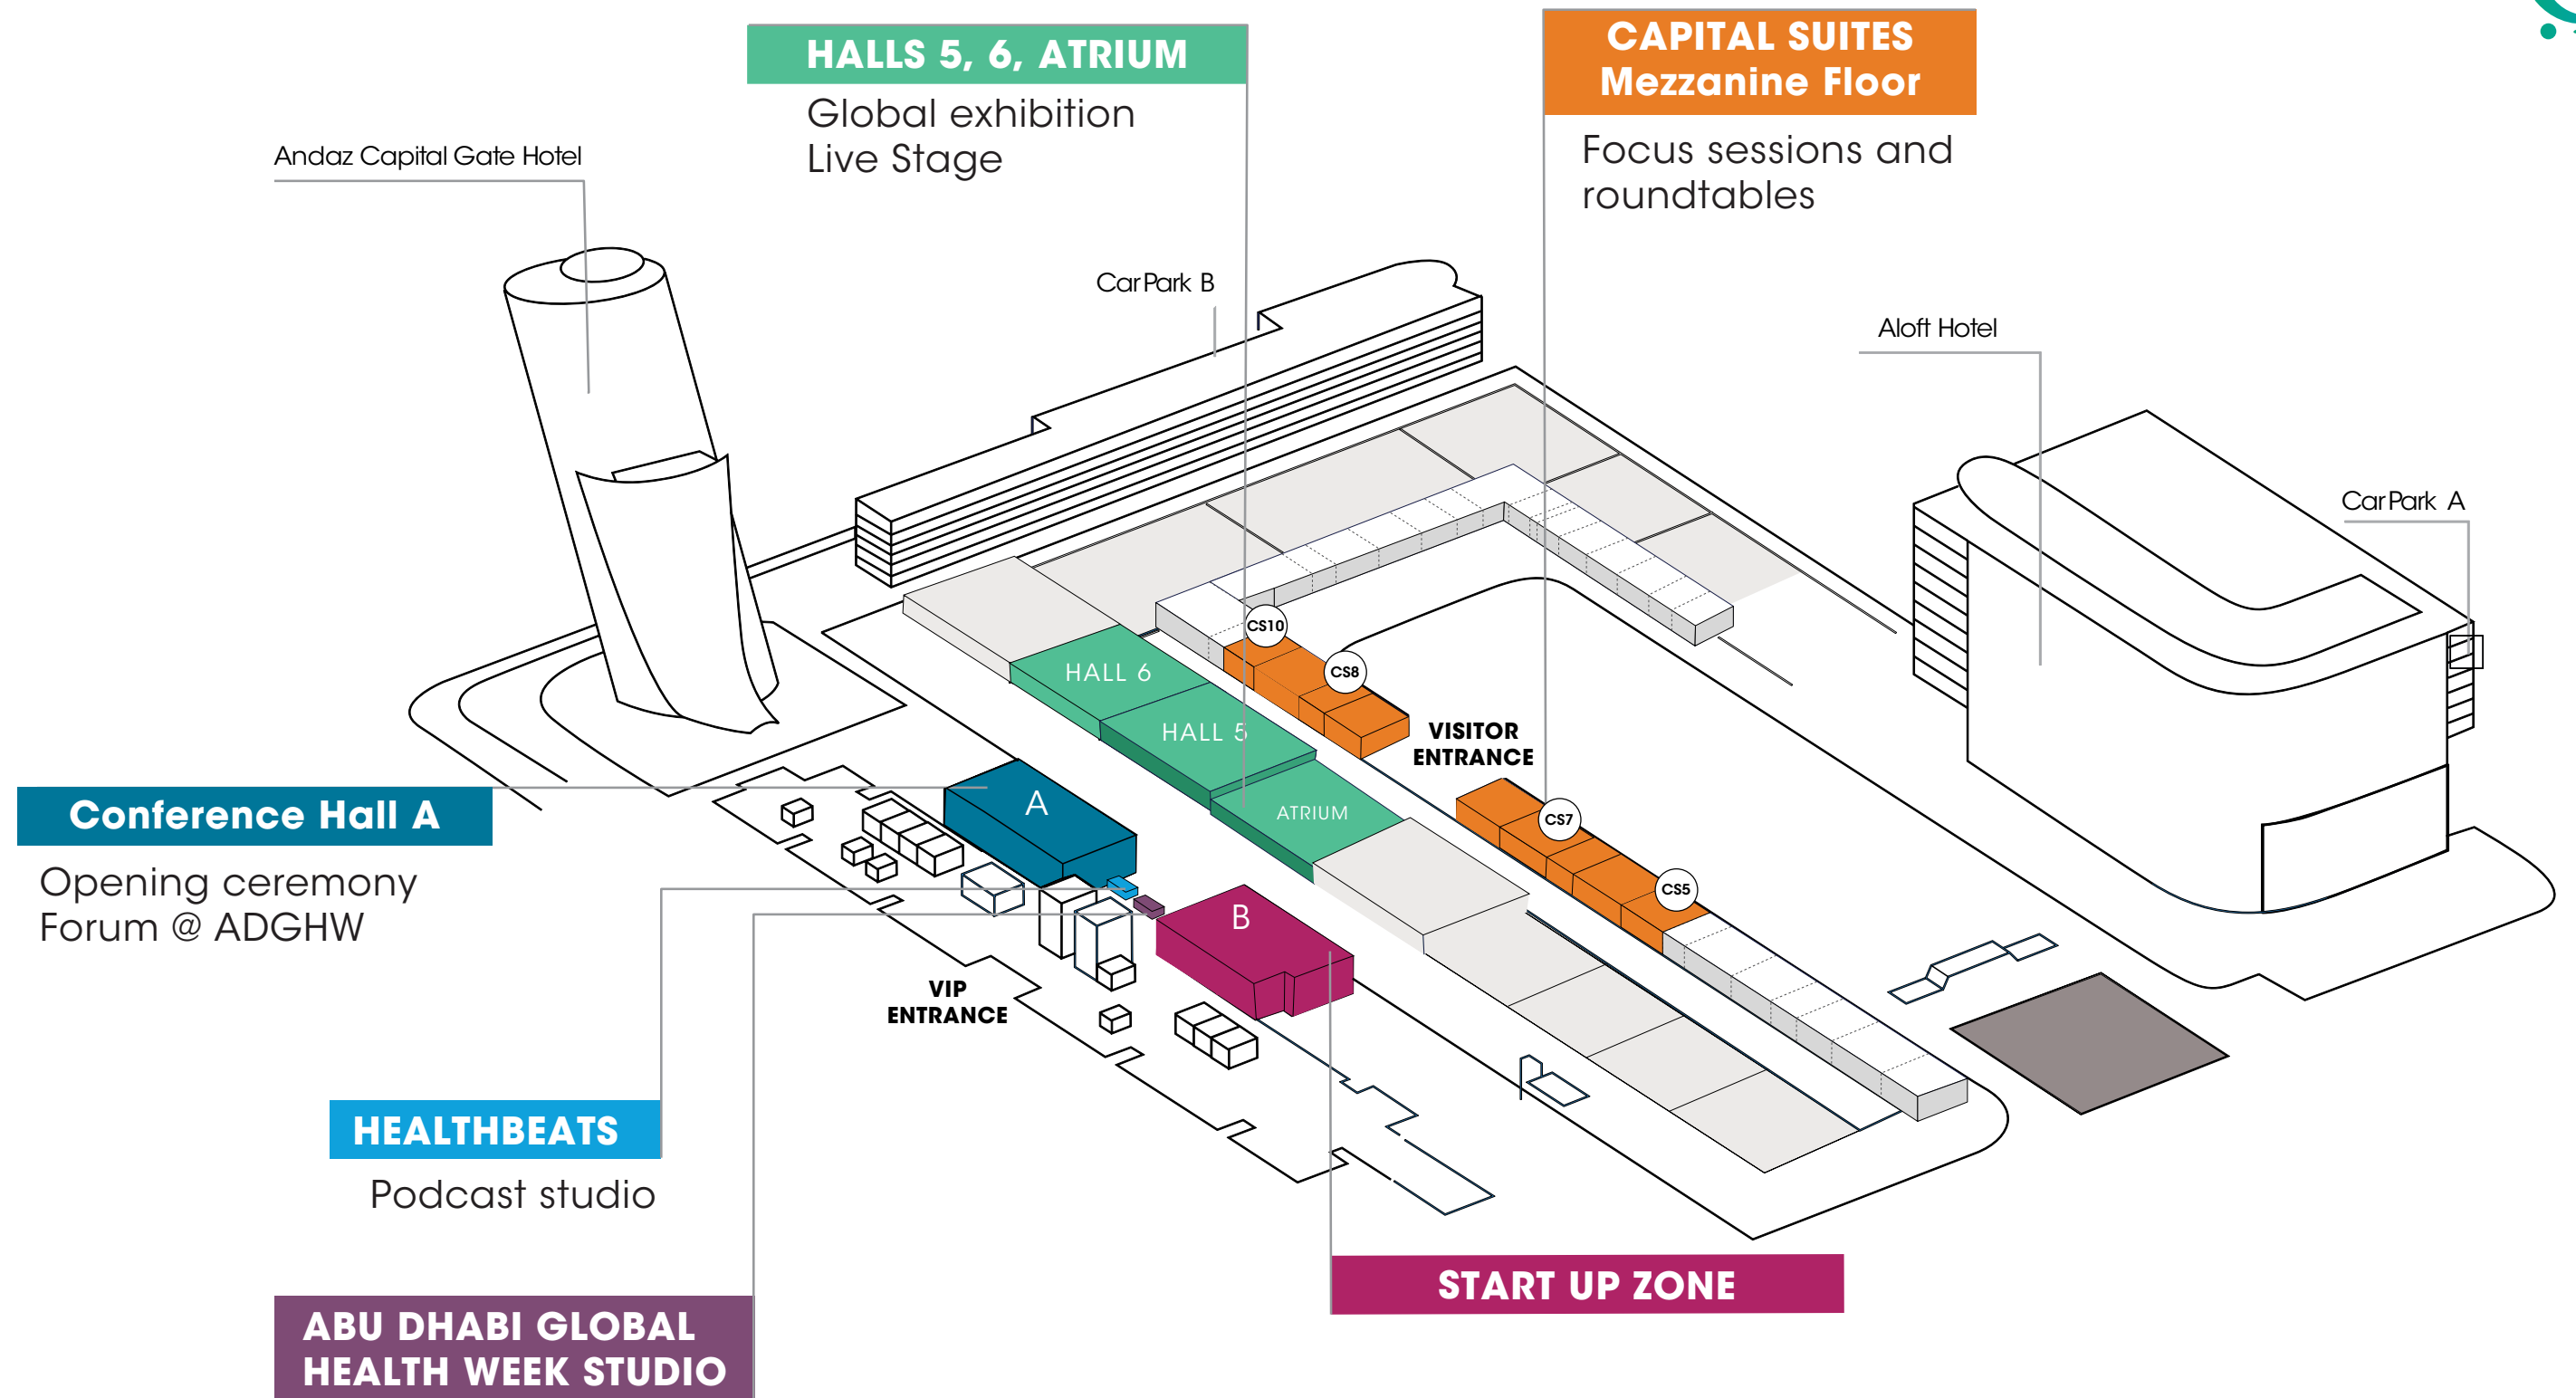 HALLS 5, 6, ATRIUM
Global exhibition
Live Stage
CAPITAL SUITES
Mezzanine Floor
Focus sessions and
roundtables
Andaz Capital Gate Hotel
Car Park B
Aloft Hotel
Car Park A
CS10
CS8
HALL 6
HALL 5
VISITOR
ENTRANCE
ATRIUM
CS7
CS5
Conference Hall A
Opening ceremony
Forum @ ADGHW
A
B
VIP
ENTRANCE
HEALTHBEATS
Podcast studio
START UP ZONE
ABU DHABI GLOBAL
HEALTH WEEK STUDIO